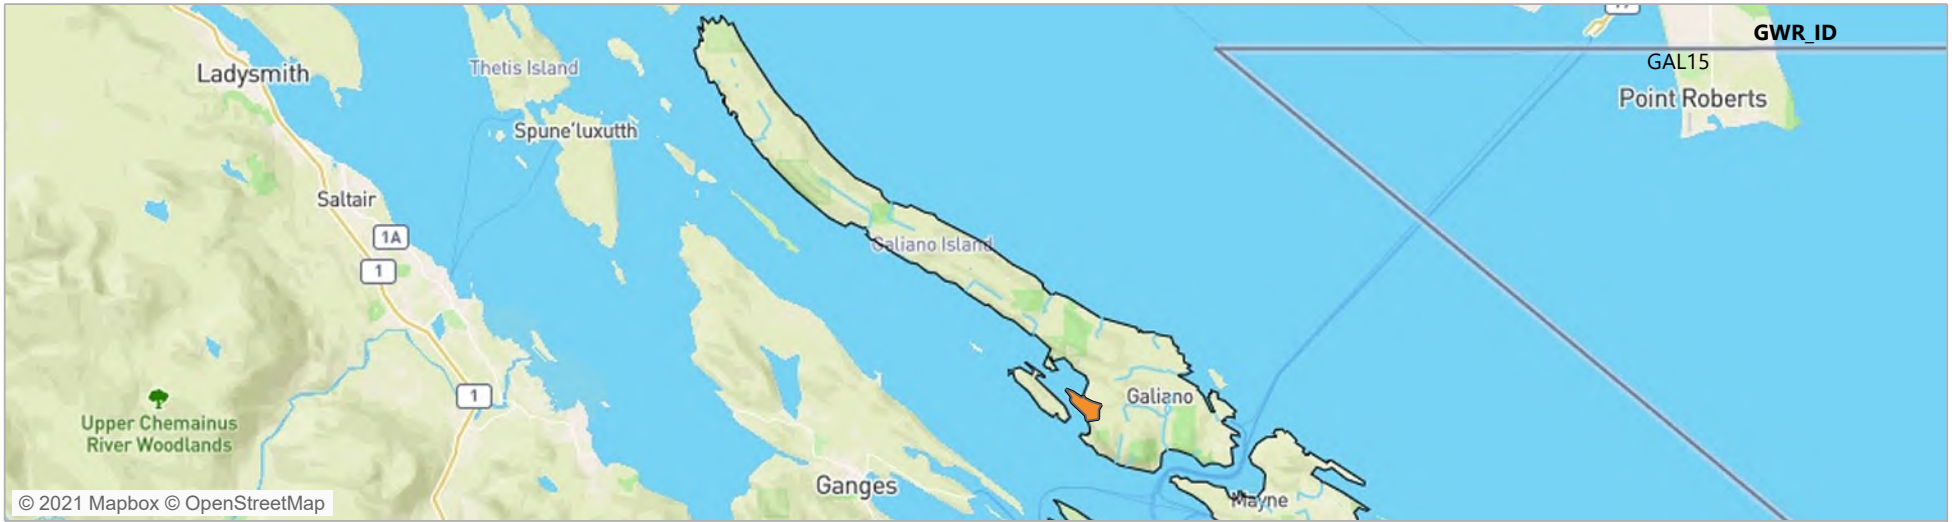 GWR_ID
GAL15
Ladysmith
Thetis Island
Point Roberts
Spune'luxutth
Saltair
1A
Galiano Island
1
1
Galiano
Upper Chemainus
River Woodlands
Ganges
Mayne
© 2021 Mapbox © OpenStreetMap